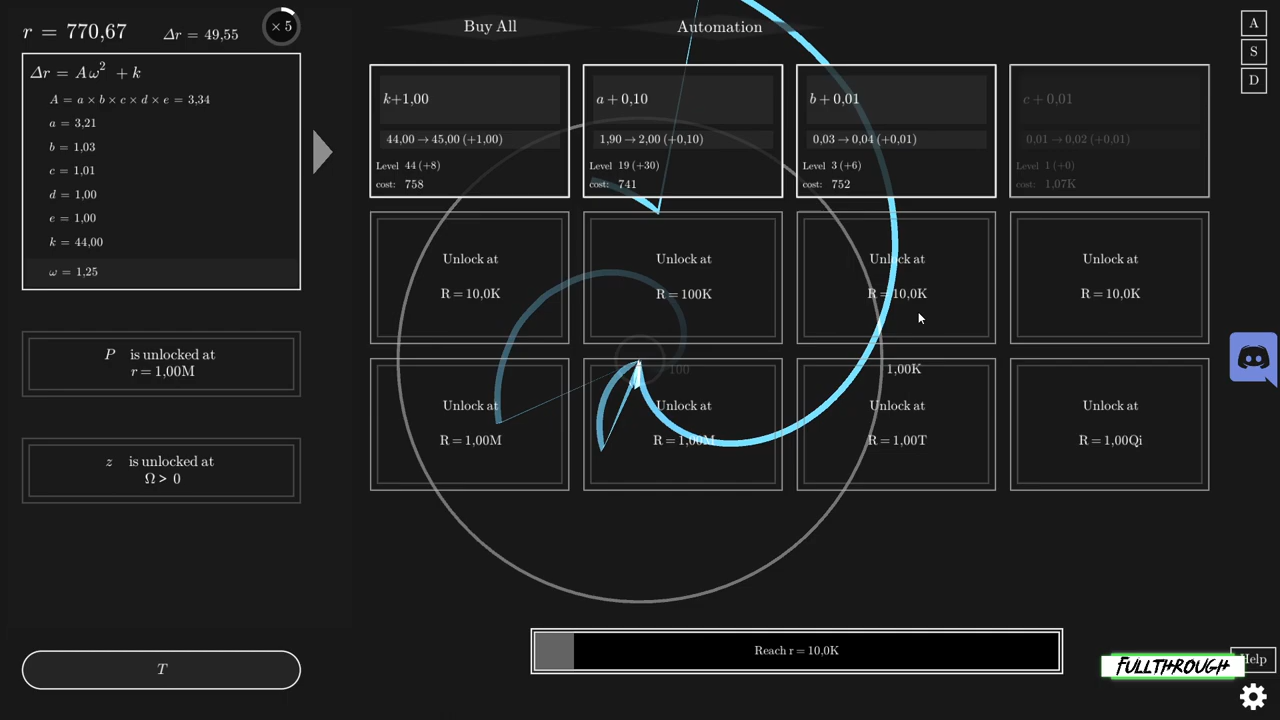 r = 770,67
Δr = 49,55
× 5
Buy All
Automation
A
S
D
Δr = Aω² + k
A = a × b × c × d × e = 3,34
a = 3,21
b = 1,03
c = 1,01
d = 1,00
e = 1,00
k = 44,00
ω = 1,25
k+1,00
44,00 → 45,00 (+1,00)
Level 44 (+8)
cost: 758
a + 0,10
1,90 → 2,00 (+0,10)
Level 19 (+30)
cost: 741
b + 0,01
0,03 → 0,04 (+0,01)
Level 3 (+6)
cost: 752
c + 0,01
0,01 → 0,02 (+0,01)
Level 1 (+0)
cost: 1,07K
Unlock at
R = 10,0K
Unlock at
R = 100K
Unlock at
R = 10,0K
Unlock at
R = 10,0K
P is unlocked at
r = 1,00M
100
1,00K
Unlock at
R = 1,00M
Unlock at
R = 1,00M
Unlock at
R = 1,00T
Unlock at
R = 1,00Qi
z is unlocked at
Ω > 0
T
Reach r = 10,0K
FULLTHROUGH
Help